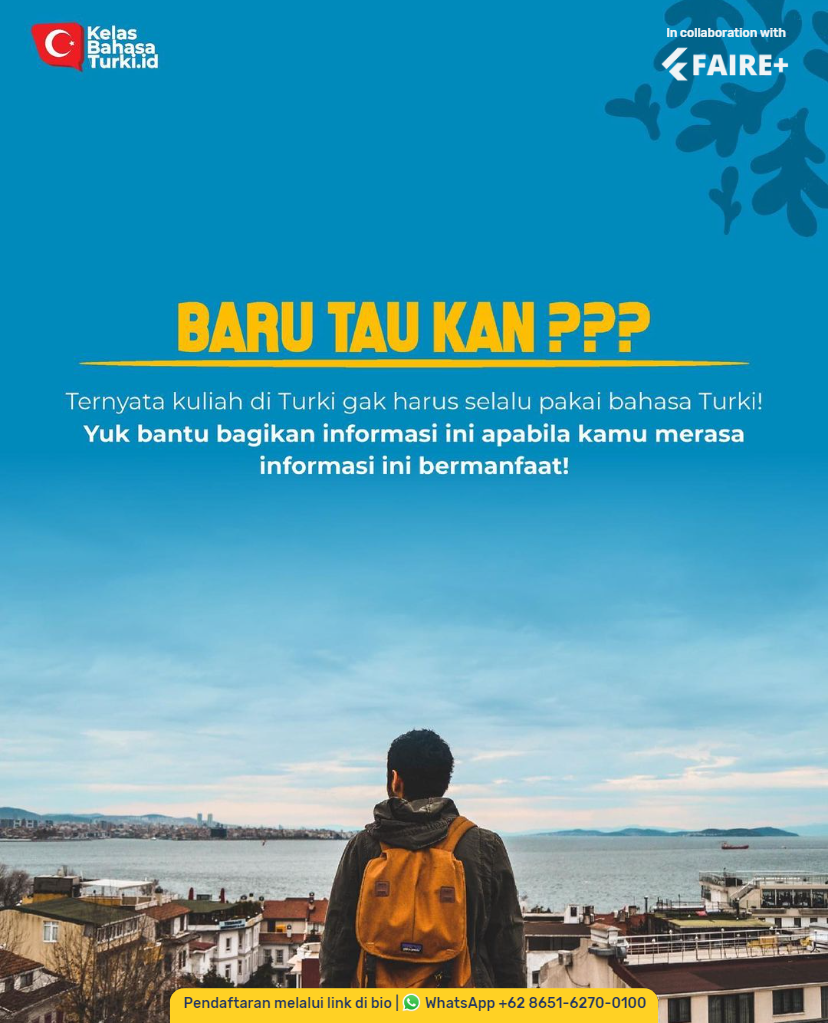 Kelas
Bahasa
Turki.id
In collaboration with
FAIRE+
BARU TAU KAN ???
Ternyata kuliah di Turki gak harus selalu pakai bahasa Turki!
Yuk bantu bagikan informasi ini apabila kamu merasa
informasi ini bermanfaat!
Pendaftaran melalui link di bio | WhatsApp +62 8651-6270-0100